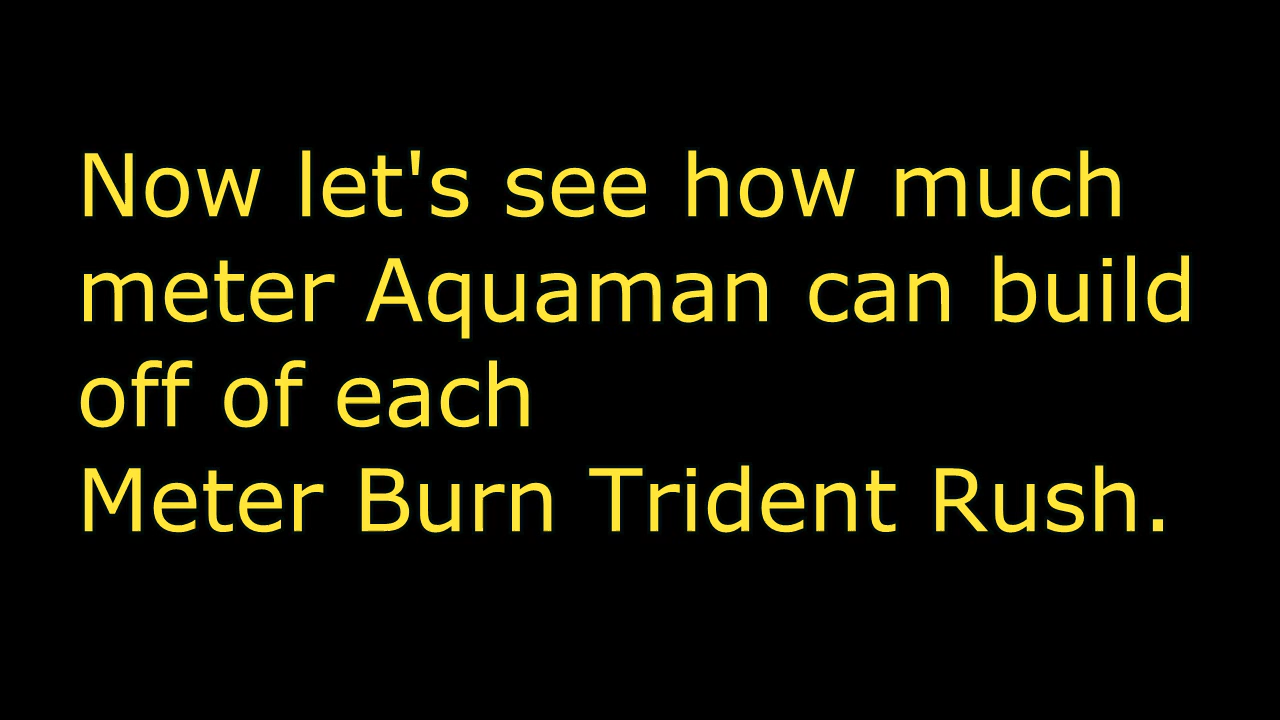 Now let's see how much
meter Aquaman can build
off of each
Meter Burn Trident Rush.